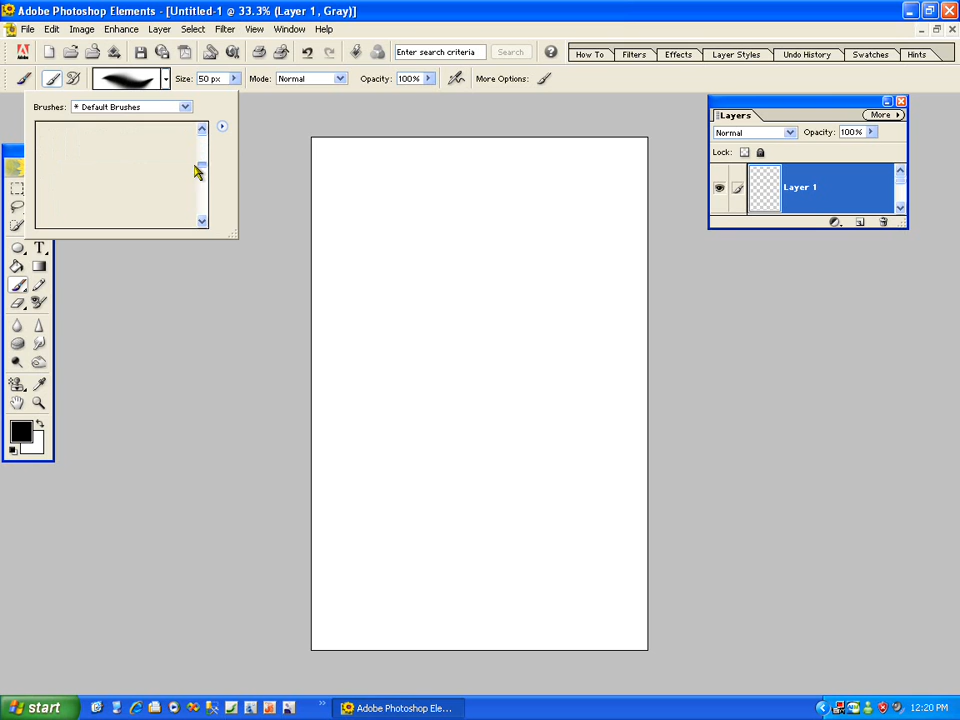 Adobe Photoshop Elements - [Untitled-1 @ 33.3% (Layer 1, Gray)]
File Edit Image Enhance Layer Select Filter View Window Help
Enter search criteria Search How To Filters Effects Layer Styles Undo History Swatches Hints
Size: 50 px Mode: Normal Opacity: 100% More Options:
Brushes: * Default Brushes
Layers More
Normal Opacity: 100%
Lock:
Layer 1
T
start Adobe Photoshop Ele... 12:20 PM